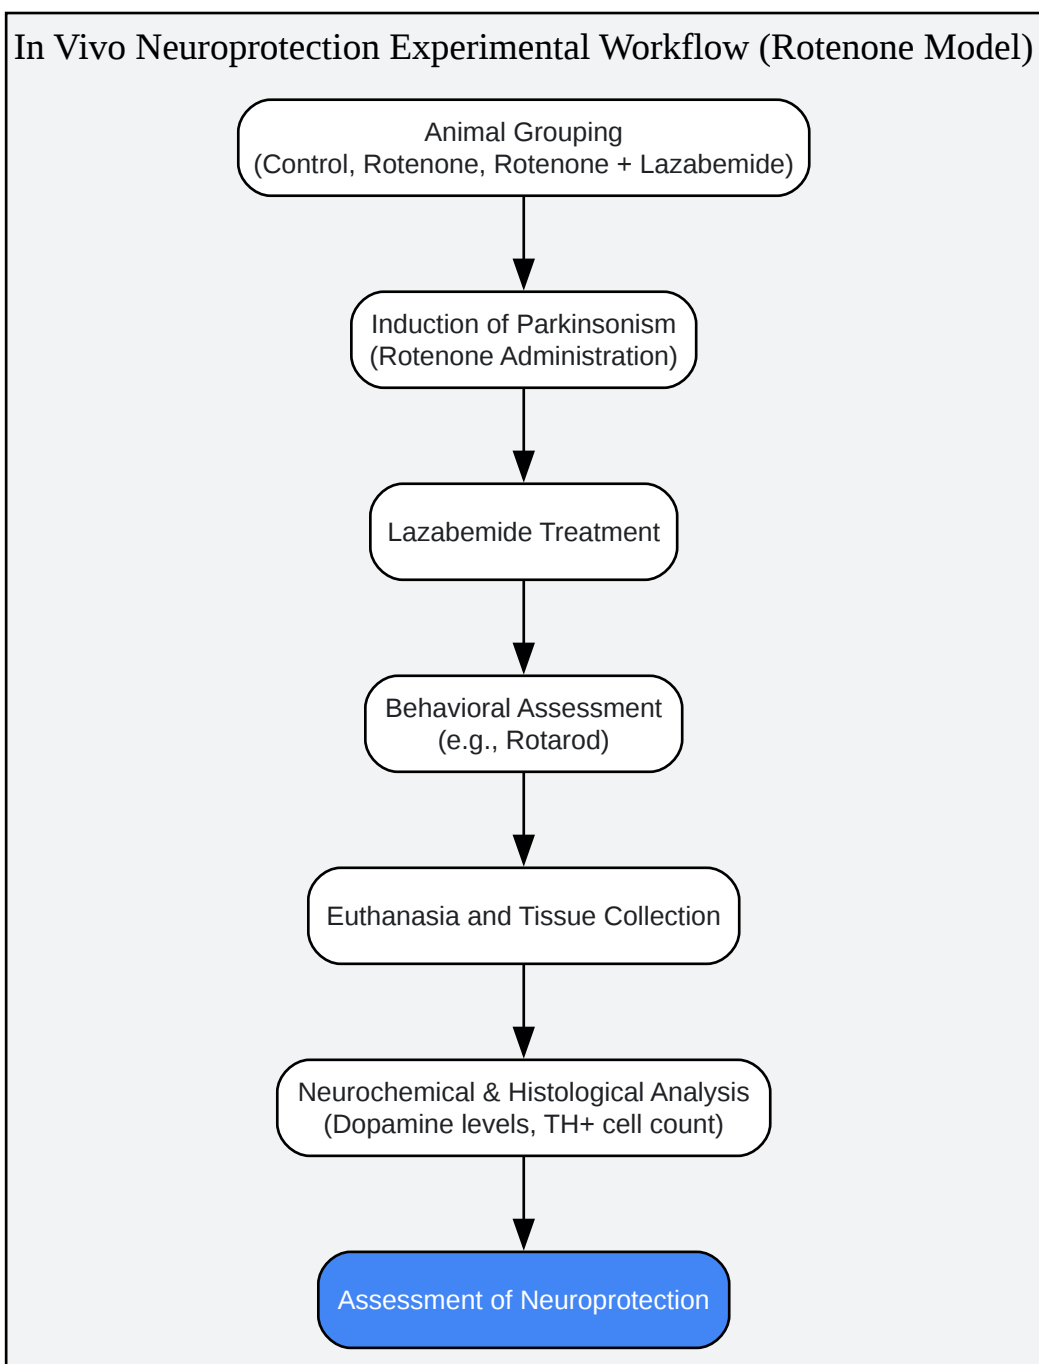 In Vivo Neuroprotection Experimental Workflow (Rotenone Model)
Animal Grouping
(Control, Rotenone, Rotenone + Lazabemide)
Induction of Parkinsonism
(Rotenone Administration)
Lazabemide Treatment
Behavioral Assessment
(e.g., Rotarod)
Euthanasia and Tissue Collection
Neurochemical & Histological Analysis
(Dopamine levels, TH+ cell count)
Assessment of Neuroprotection